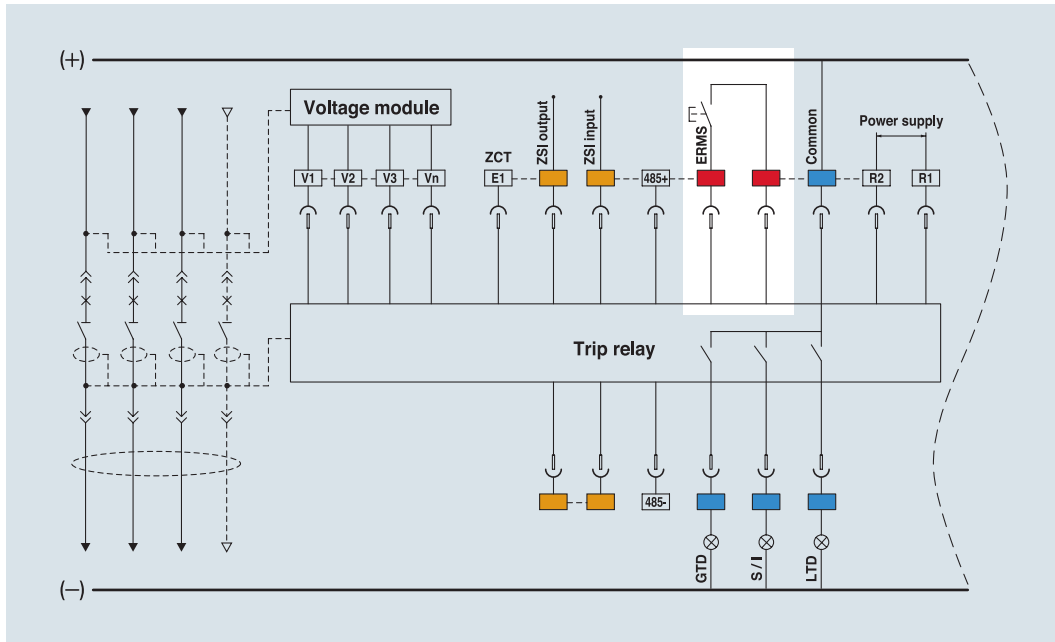 (+)
Voltage module
ZSI output
ZSI input
ERMS
Common
Power supply
ZCT
V1 V2 V3 Vn E1 485+ R2 R1
Trip relay
485-
GTD
S / I
LTD
(−)